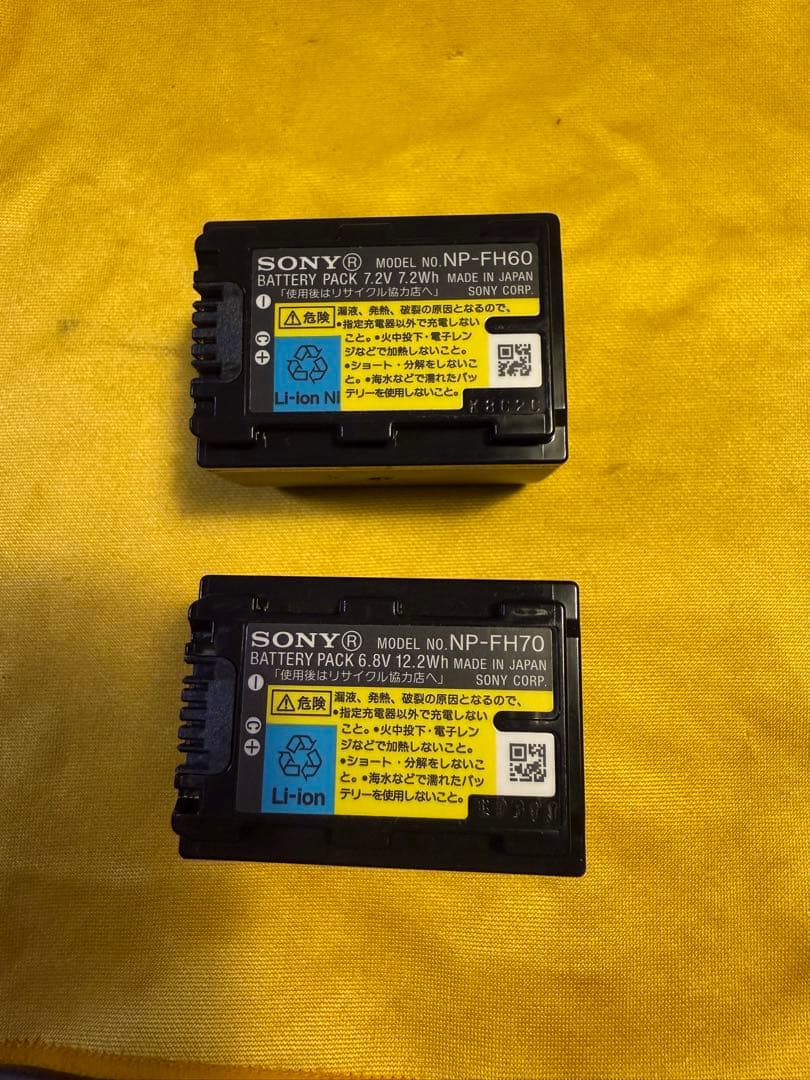 SONY® MODEL NO. NP-FH60
BATTERY PACK 7.2V 7.2Wh MADE IN JAPAN
「使用後はリサイクル協力店へ」 SONY CORP.
⚠危険 漏液、発熱、破裂の原因となるので、
•指定充電器以外で充電しない
こと。•火中投下・電子レン
ジなどで加熱しないこと。
•ショート・分解をしないこ
と。•海水などで濡れたバッ
テリーを使用しないこと。
Li-ion NI
C
K8C2C
SONY® MODEL NO. NP-FH70
BATTERY PACK 6.8V 12.2Wh MADE IN JAPAN
「使用後はリサイクル協力店へ」 SONY CORP.
⚠危険 漏液、発熱、破裂の原因となるので、
•指定充電器以外で充電しない
こと。•火中投下・電子レン
ジなどで加熱しないこと。
•ショート・分解をしないこ
と。•海水などで濡れたバッ
テリーを使用しないこと。
Li-ion
C